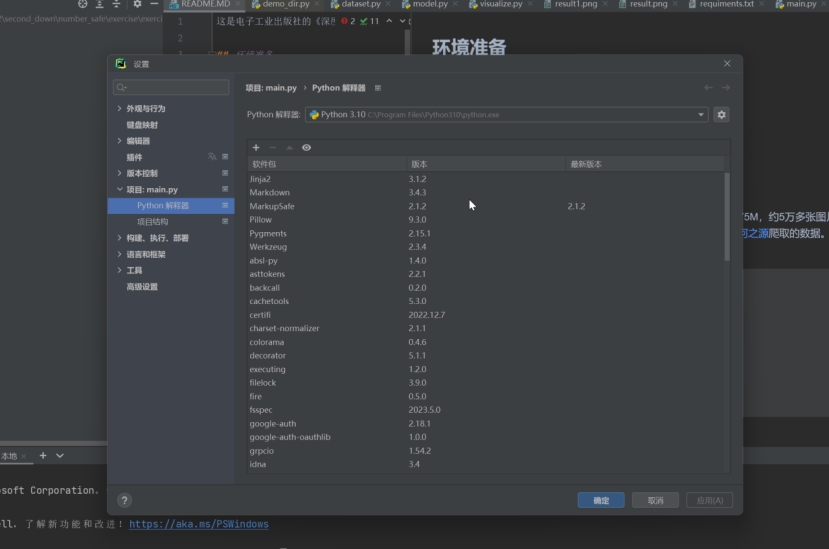 README.MD demo_dir.py dataset.py model.py visualize.py result1.png result.png requiments.txt main.py
second_down\number_safe\exercise\exerci
1 这是电子工业出版社的《深
2 11
2
3 ## 环境准备
环境准备
设置
外观与行为
键盘映射
编辑器
插件
版本控制
项目: main.py
Python 解释器
项目结构
构建、执行、部署
语言和框架
工具
高级设置
项目: main.py › Python 解释器
Python 解释器: Python 3.10 C:\Program Files\Python310\python.exe
软件包 版本 最新版本
Jinja2 3.1.2
Markdown 3.4.3
MarkupSafe 2.1.2 2.1.2
Pillow 9.3.0
Pygments 2.15.1
Werkzeug 2.3.4
absl-py 1.4.0
asttokens 2.2.1
backcall 0.2.0
cachetools 5.3.0
certifi 2022.12.7
charset-normalizer 2.1.1
colorama 0.4.6
decorator 5.1.1
executing 1.2.0
filelock 3.9.0
fire 0.5.0
fsspec 2023.5.0
google-auth 2.18.1
google-auth-oauthlib 1.0.0
grpcio 1.54.2
idna 3.4
? 确定 取消 应用(A)
75M，约5万多张图
河之源爬取的数据。
本地
osoft Corporation.
ell. 了解新功能和改进！https://aka.ms/PSWindows